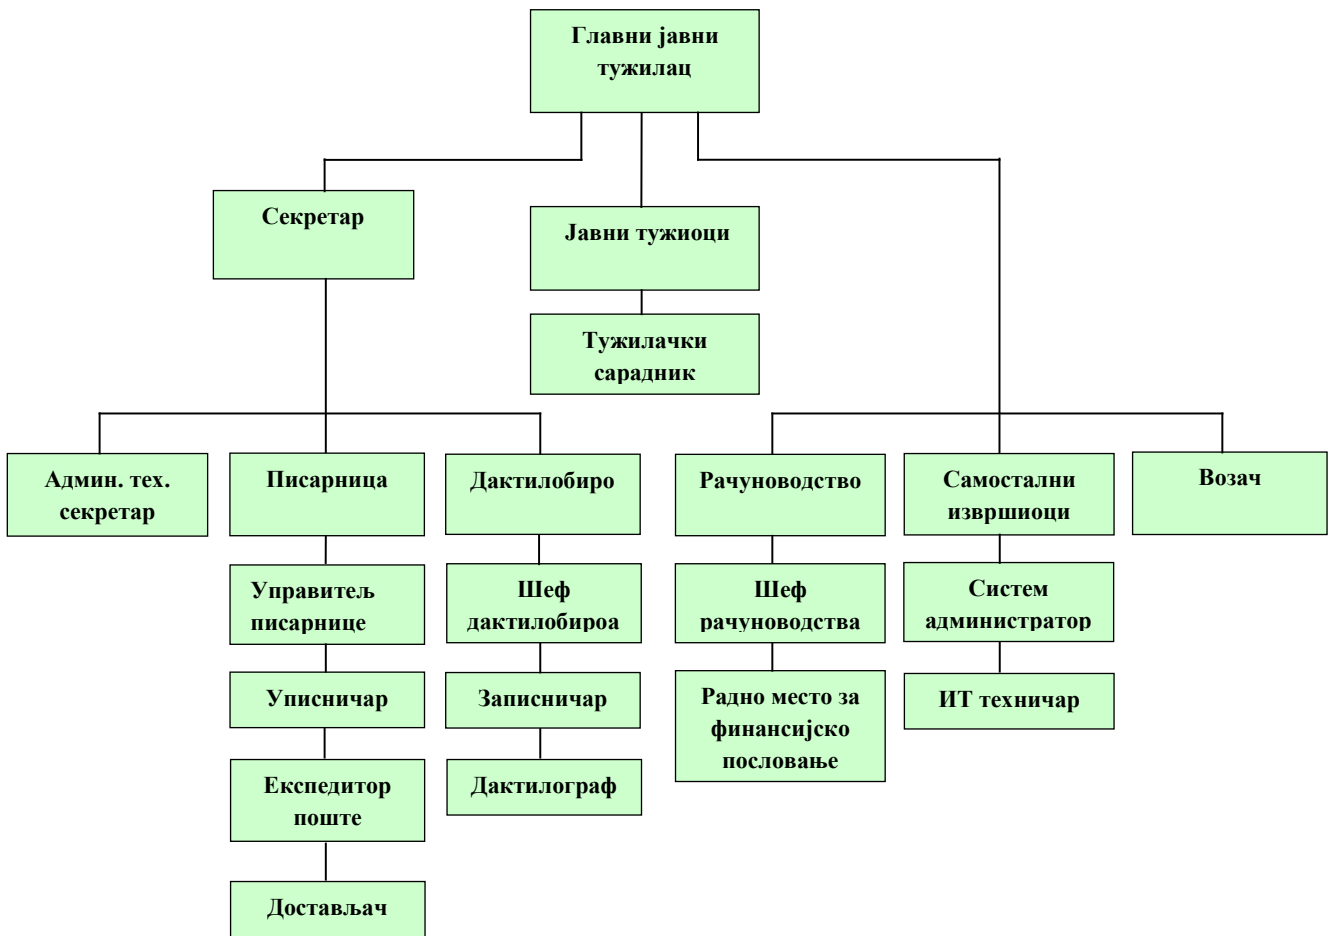 Главни јавни
тужилац
Секретар
Јавни тужиоци
Тужилачки
сарадник
Админ. тех.
секретар
Писарница
Дактилобиро
Рачуноводство
Самостални
извршиоци
Возач
Управитељ
писарнице
Шеф
дактилобироа
Шеф
рачуноводства
Систем
администратор
Уписничар
Записничар
Радно место за
финансијско
пословање
ИТ техничар
Експедитор
поште
Дактилограф
Достављач